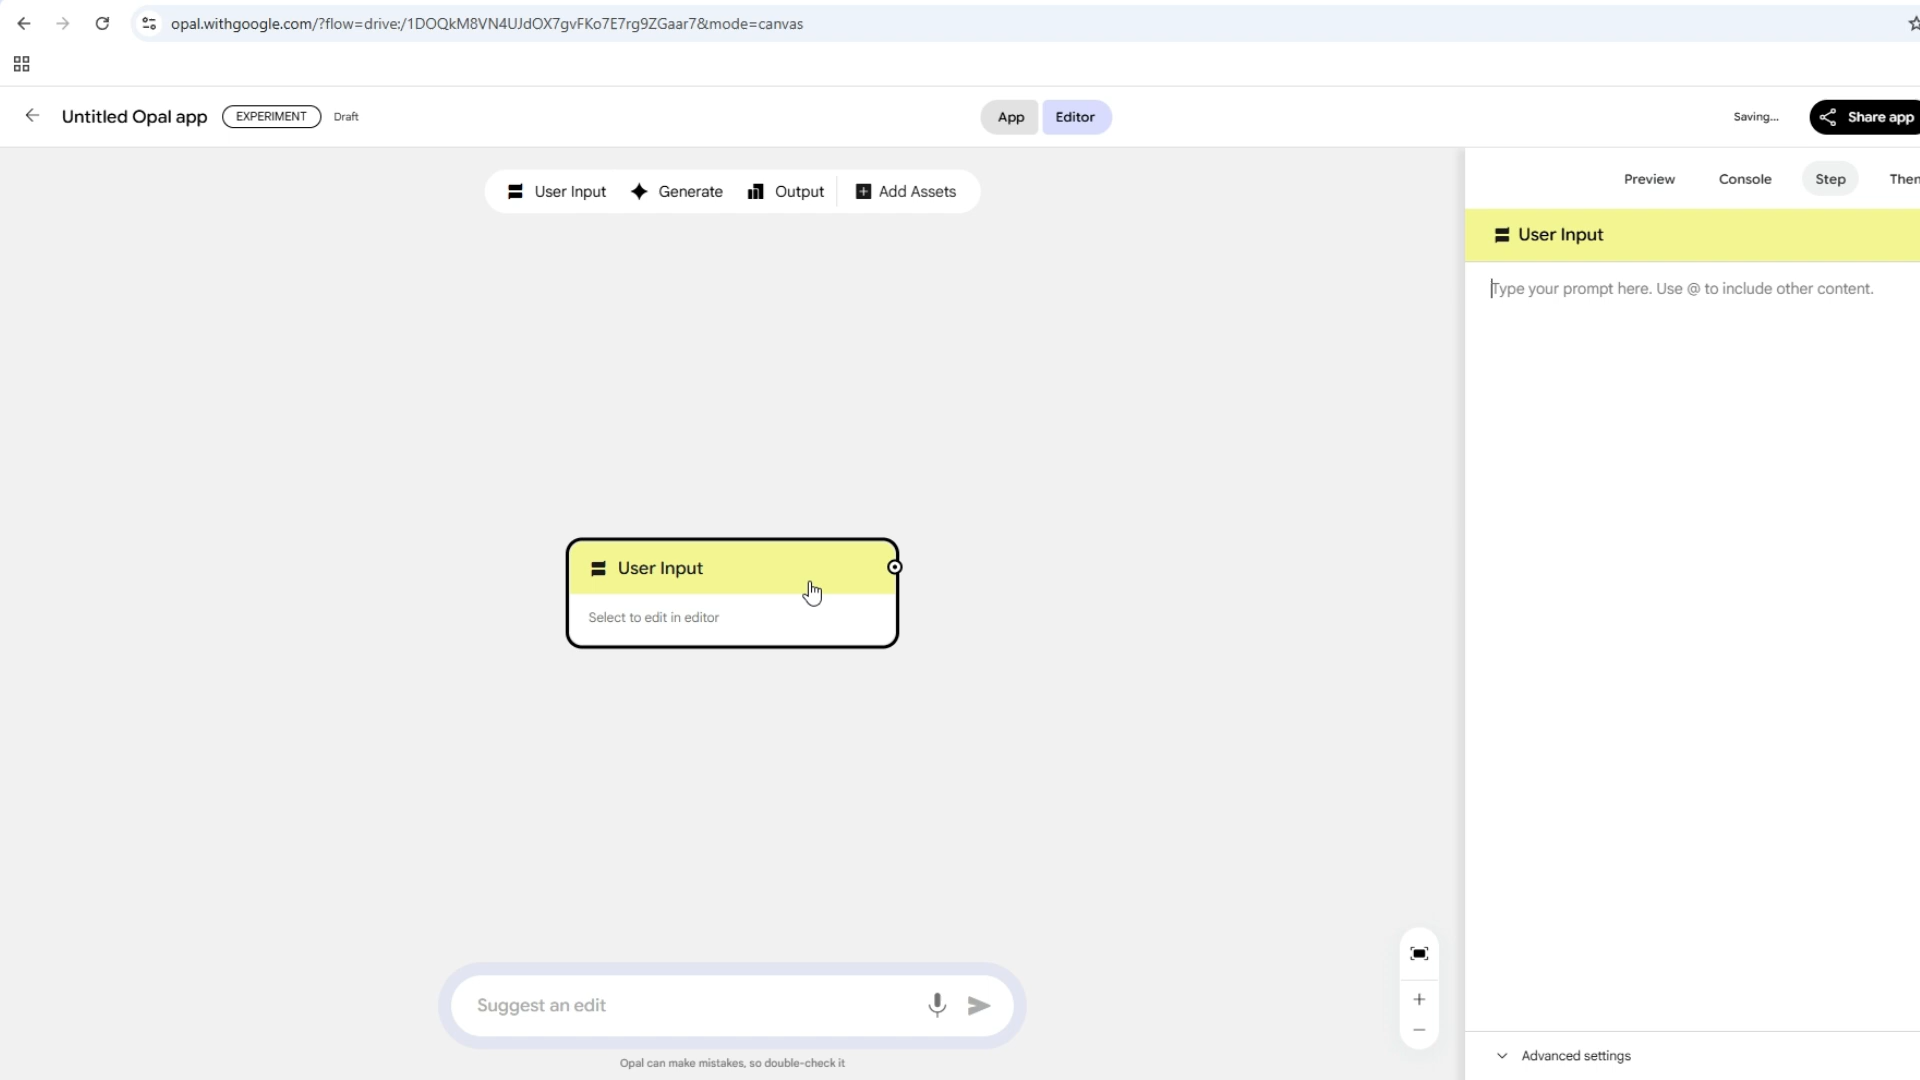 opal.withgoogle.com/?flow=drive:/1DOQkM8VN4UJdOX7gvFKo7E7rg9ZGaar7&mode=canvas
Untitled Opal app
EXPERIMENT
Draft
App
Editor
Saving...
Share app
User Input
Generate
Output
Add Assets
Preview
Console
Step
Them
User Input
Type your prompt here. Use @ to include other content.
User Input
Select to edit in editor
Suggest an edit
Opal can make mistakes, so double-check it
Advanced settings